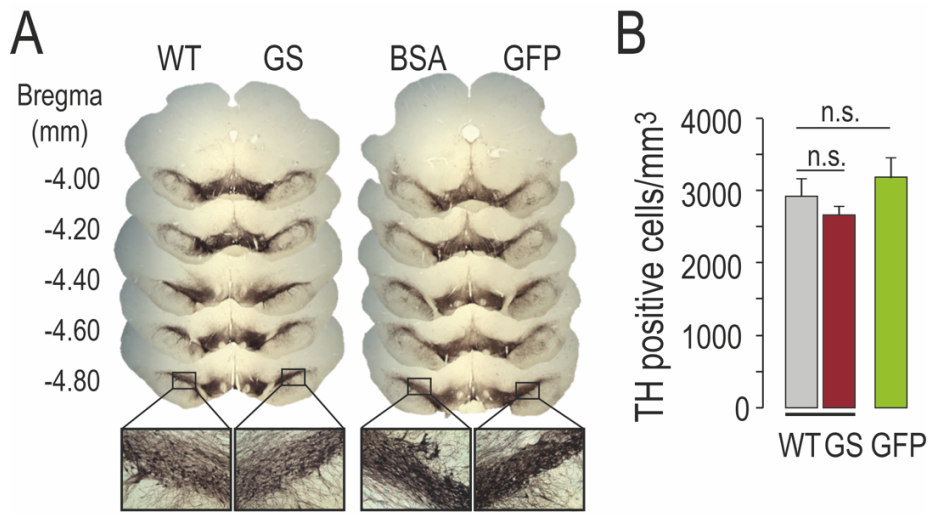 A
WT GS BSA GFP
Bregma
(mm)
-4.00
-4.20
-4.40
-4.60
-4.80
B
TH positive cells/mm³
4000
3000
2000
1000
0
n.s.
n.s.
WT GS GFP